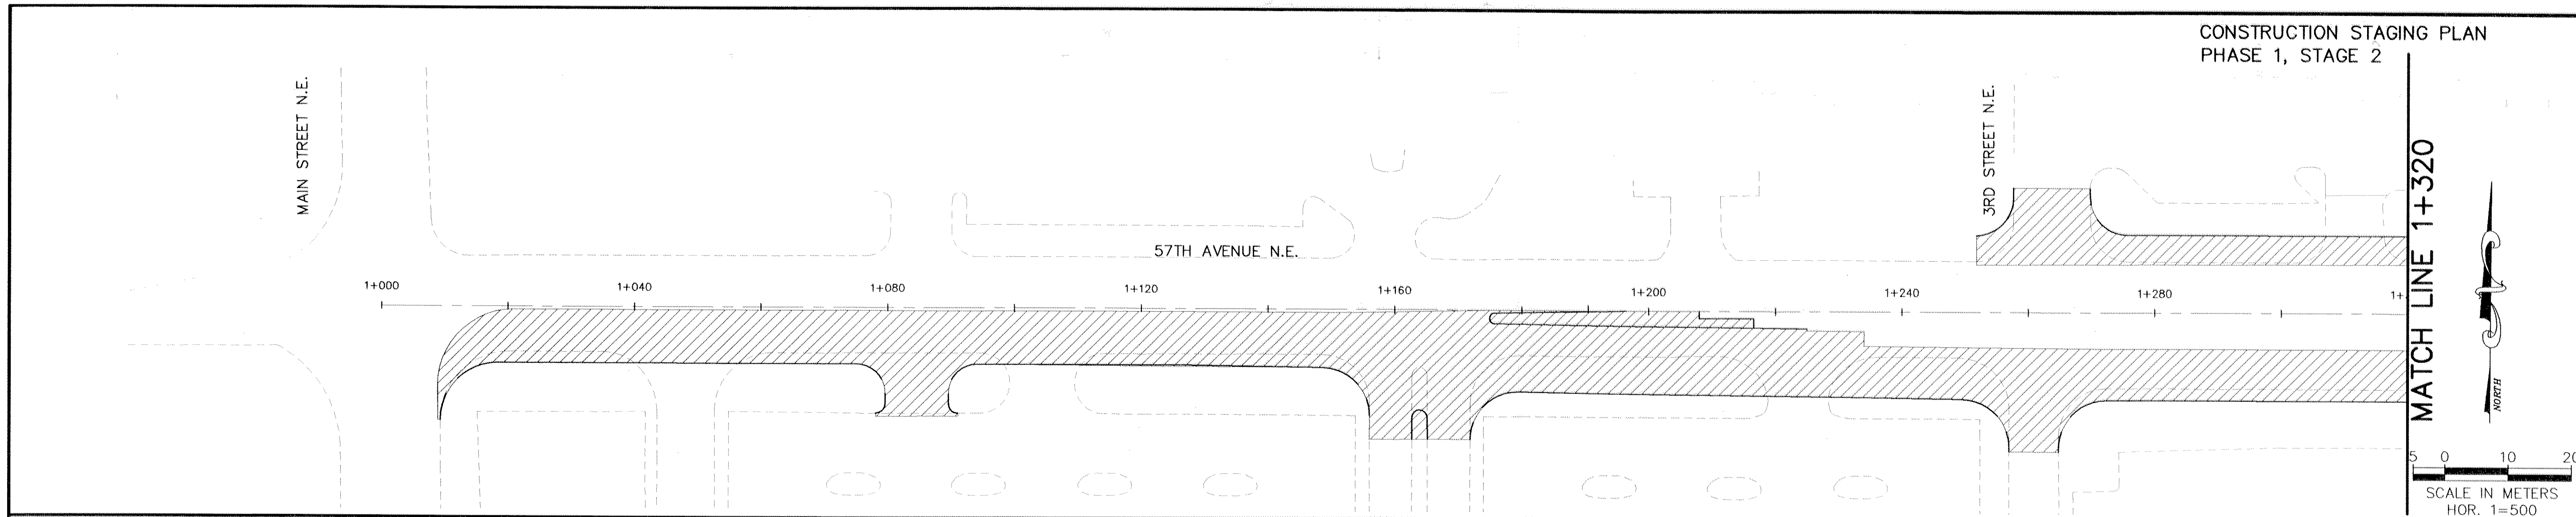 CONSTRUCTION STAGING PLAN
PHASE 1, STAGE 2
MAIN STREET N.E.
3RD STREET N.E.
57TH AVENUE N.E.
1+000
1+040
1+080
1+120
1+160
1+200
1+240
1+280
MATCH LINE 1+320
NORTH
5 0 10 20
SCALE IN METERS
HOR. 1=500